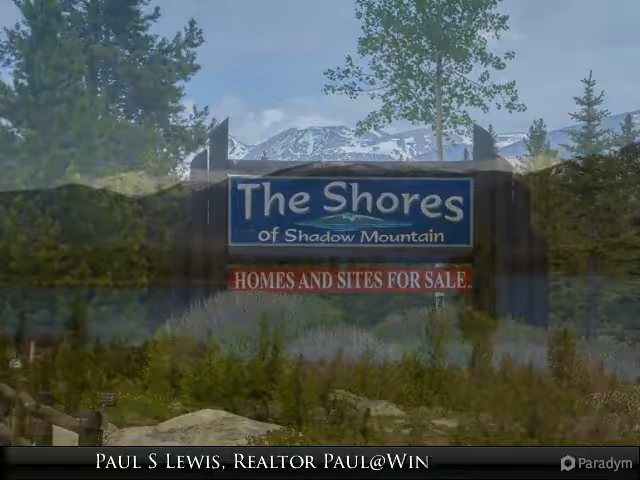 The Shores
of Shadow Mountain
HOMES AND SITES FOR SALE
PAUL S LEWIS, REALTOR PAUL@WIN
Paradym